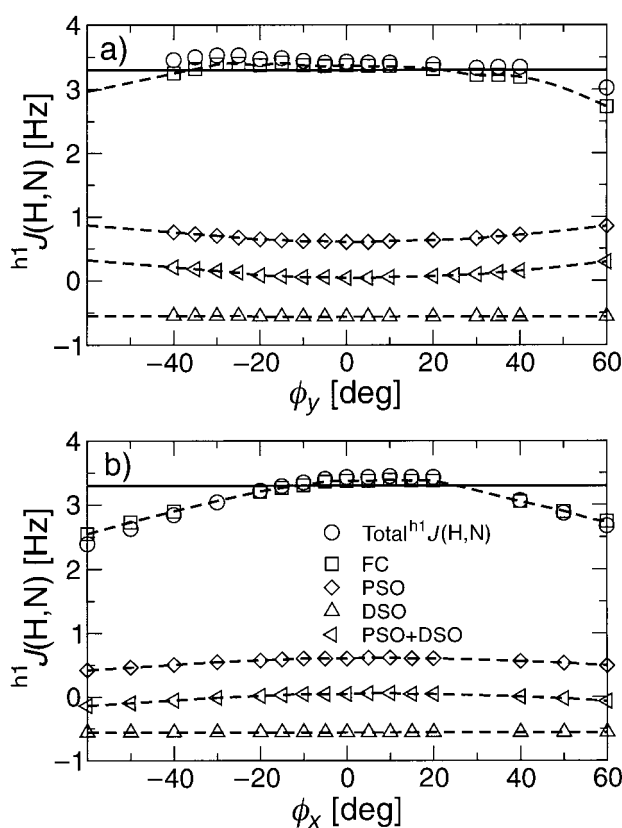 a)
4
3
2
1
0
−1
h1J(H,N) [Hz]
−40 −20 0 20 40 60
ϕy [deg]
b)
4
3
2
1
0
−1
h1J(H,N) [Hz]
Total h1J(H,N)
FC
PSO
DSO
PSO+DSO
−40 −20 0 20 40 60
ϕx [deg]